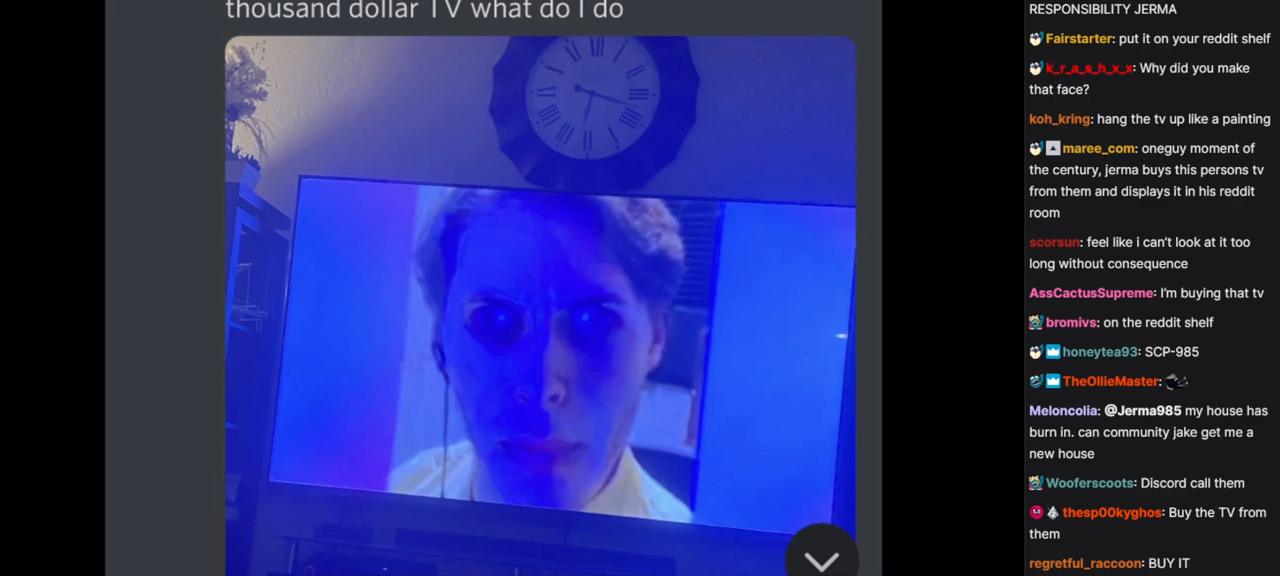 thousand dollar TV what do I do
RESPONSIBILITY JERMA
Fairstarter: put it on your reddit shelf
k_r_a_s_h_x_x: Why did you make
that face?
koh_kring: hang the tv up like a painting
maree_com: oneguy moment of
the century, jerma buys this persons tv
from them and displays it in his reddit
room
scorsun: feel like i can't look at it too
long without consequence
AssCactusSupreme: I'm buying that tv
bromivs: on the reddit shelf
honeytea93: SCP-985
TheOllieMaster:
Meloncolia: @Jerma985 my house has
burn in. can community jake get me a
new house
Wooferscoots: Discord call them
thesp00kyghos: Buy the TV from
them
regretful_raccoon: BUY IT